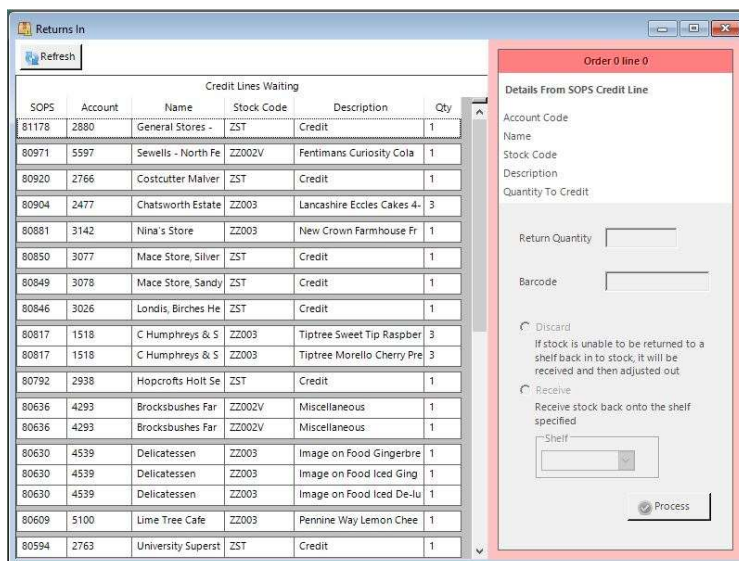 Returns In
Refresh
Credit Lines Waiting
SOPS Account Name Stock Code Description Qty
81178 2880 General Stores - ZST Credit 1
80971 5597 Sewells - North Fe ZZ002V Fentimans Curiosity Cola 1
80920 2766 Costcutter Malver ZST Credit 1
80904 2477 Chatsworth Estate ZZ003 Lancashire Eccles Cakes 4- 3
80881 3142 Nina's Store ZZ003 New Crown Farmhouse Fr 1
80850 3077 Mace Store, Silver ZST Credit 1
80849 3078 Mace Store, Sandy ZST Credit 1
80846 3026 Londis, Birches He ZST Credit 1
80817 1518 C Humphreys & S ZZ003 Tiptree Sweet Tip Raspber 3
80817 1518 C Humphreys & S ZZ003 Tiptree Morello Cherry Pre 3
80792 2938 Hopcrofts Holt Se ZST Credit 1
80636 4293 Brocksbushes Far ZZ002V Miscellaneous 1
80636 4293 Brocksbushes Far ZZ002V Miscellaneous 1
80630 4539 Delicatessen ZZ003 Image on Food Gingerbre 1
80630 4539 Delicatessen ZZ003 Image on Food Iced Ging 1
80630 4539 Delicatessen ZZ003 Image on Food Iced De-lu 1
80609 5100 Lime Tree Cafe ZZ003 Pennine Way Lemon Chee 1
80594 2763 University Superst ZST Credit 1
Order 0 line 0
Details From SOPS Credit Line
Account Code
Name
Stock Code
Description
Quantity To Credit
Return Quantity
Barcode
Discard
If stock is unable to be returned to a
shelf back in to stock, it will be
received and then adjusted out
Receive
Receive stock back onto the shelf
specified
Shelf
Process